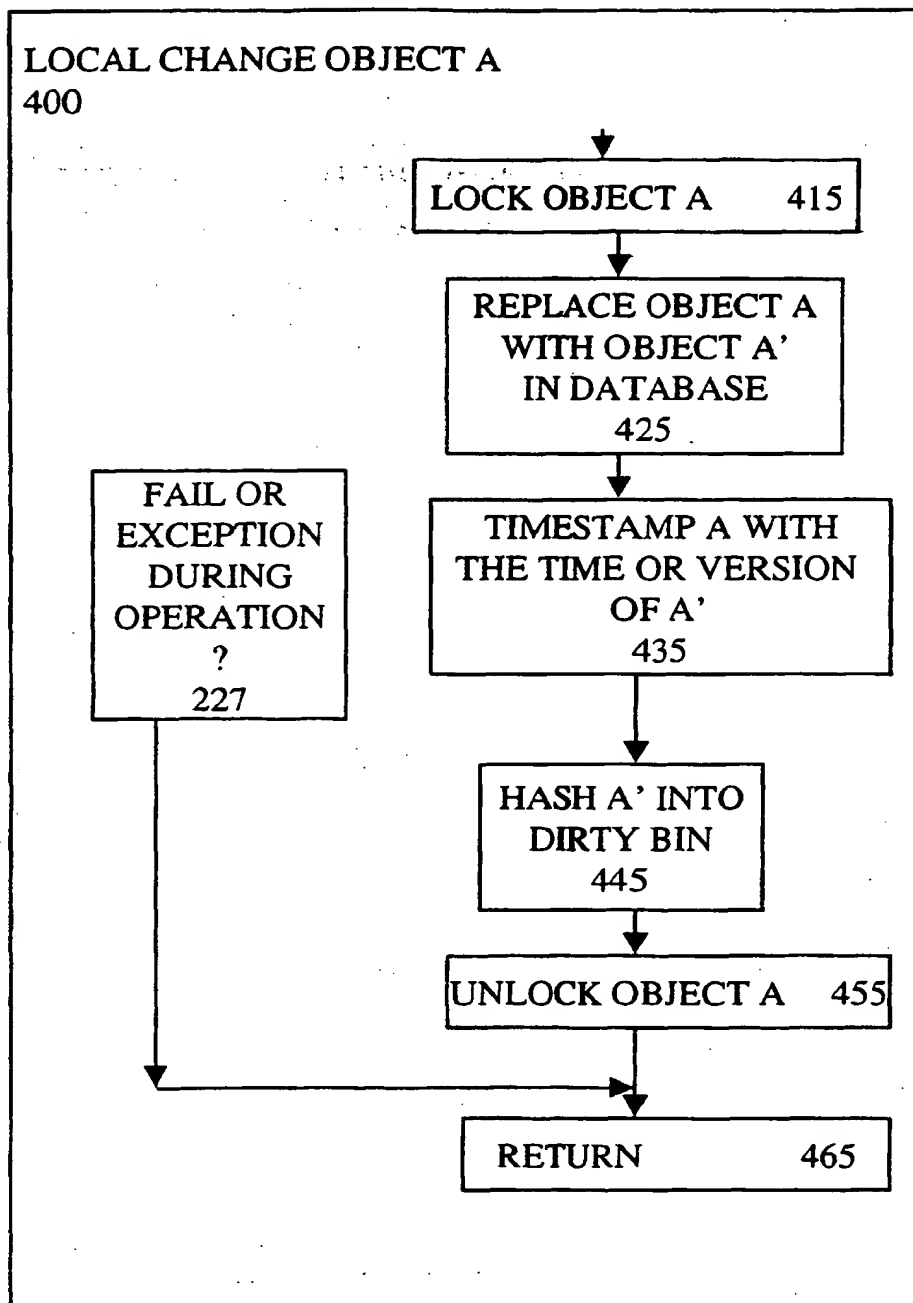 LOCAL CHANGE OBJECT A
400
LOCK OBJECT A 415
REPLACE OBJECT A
WITH OBJECT A'
IN DATABASE
425
FAIL OR
EXCEPTION
DURING
OPERATION
?
227
TIMESTAMP A WITH
THE TIME OR VERSION
OF A'
435
HASH A’ INTO
DIRTY BIN
445
UNLOCK OBJECT A 455
RETURN 465